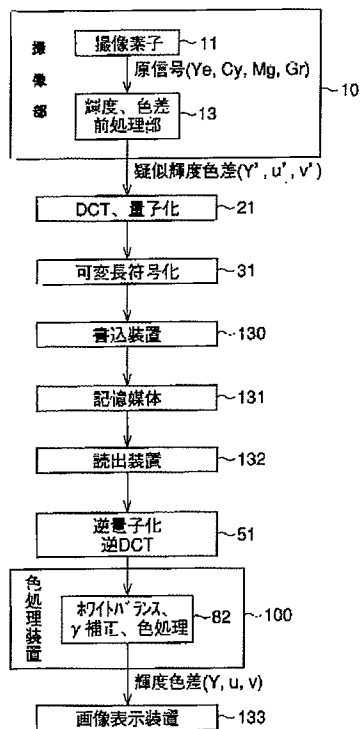 撮像部
撮像素子
11
原信号(Ye, Cy, Mg, Gr)
10
輝度、色差
前処理部
13
疑似輝度色差(Y', u', v')
DCT、量子化
21
可変長符号化
31
書込装置
130
記憶媒体
131
読出装置
132
逆量子化
逆DCT
51
色処理装置
ホワイトバランス、
γ補正、色処理
82
100
輝度色差(Y, u, v)
画像表示装置
133